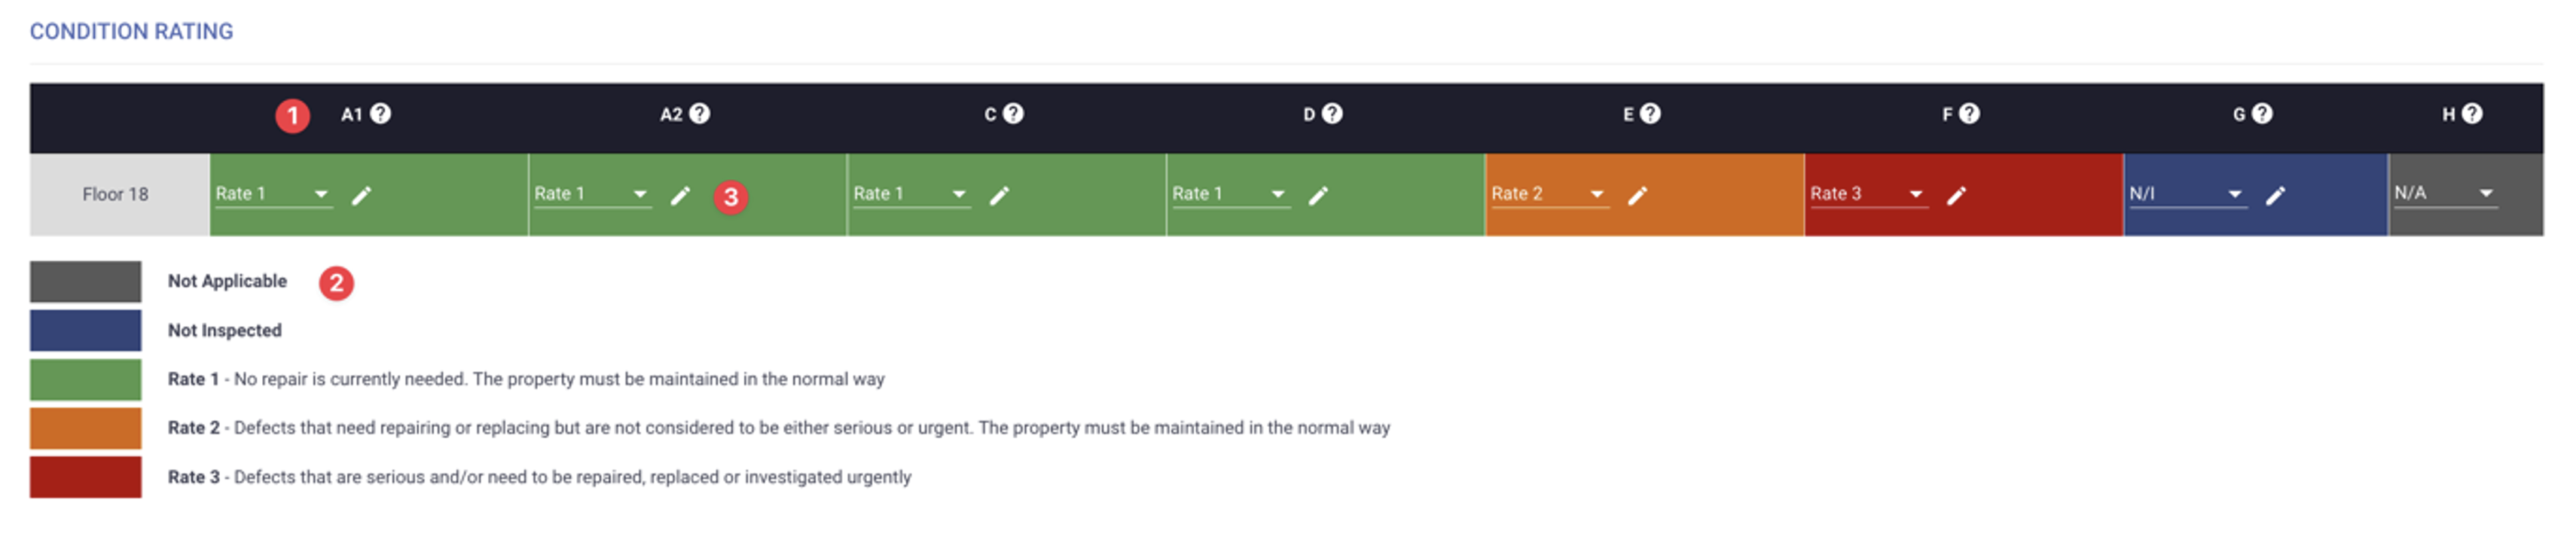 CONDITION RATING
1 A1 ? A2 ? C ? D ? E ? F ? G ? H ?
Floor 18 Rate 1 Rate 1 3 Rate 1 Rate 1 Rate 2 Rate 3 N/I N/A
Not Applicable 2
Not Inspected
Rate 1 - No repair is currently needed. The property must be maintained in the normal way
Rate 2 - Defects that need repairing or replacing but are not considered to be either serious or urgent. The property must be maintained in the normal way
Rate 3 - Defects that are serious and/or need to be repaired, replaced or investigated urgently